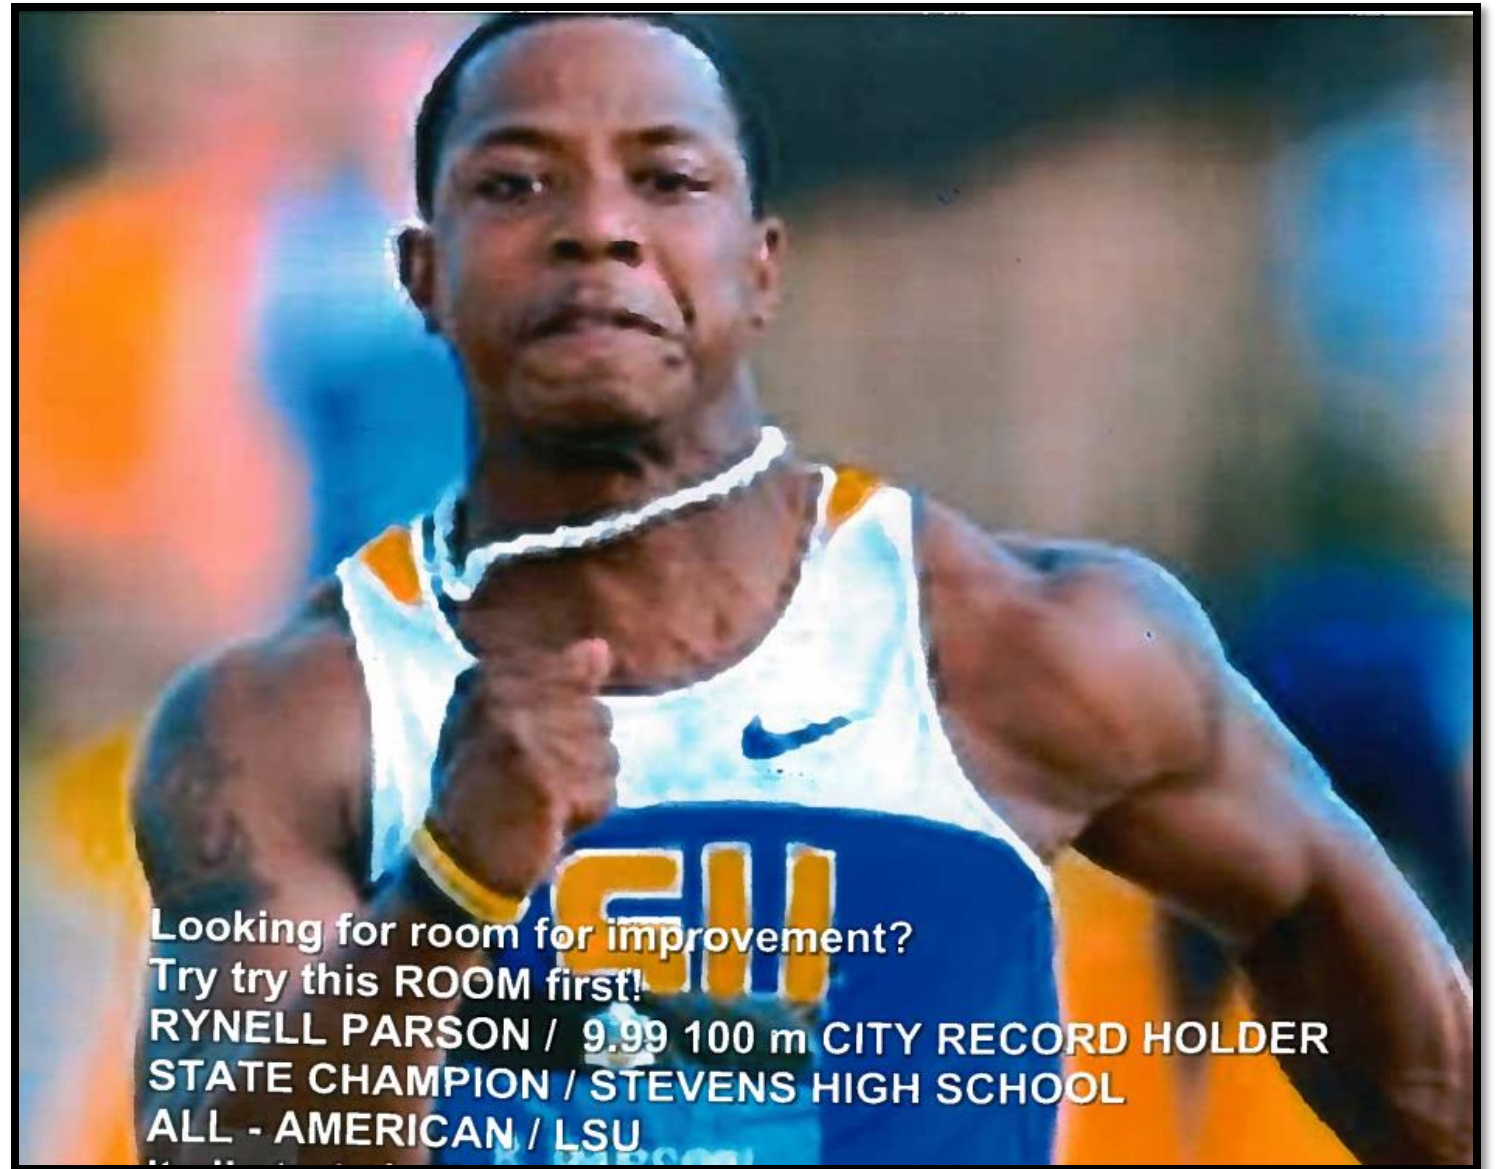 Looking for room for improvement?
Try try this ROOM first!
RYNELL PARSON / 9.99 100 m CITY RECORD HOLDER
STATE CHAMPION / STEVENS HIGH SCHOOL
ALL - AMERICAN / LSU